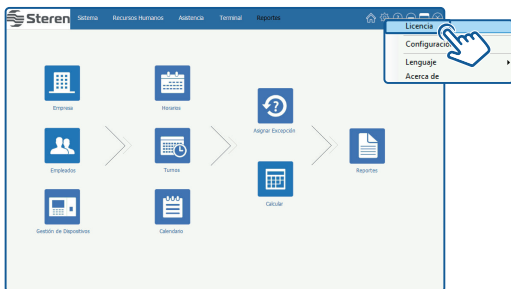 Steren Sistema Recursos Humanos Asistencia Terminal Reportes
Licencia
Configuració
Lenguaje
Acerca de
Empresa
Horarios
Asignar Excepción
Empleados
Turnos
Reportes
Calcular
Gestión de Dispositivos
Calendario